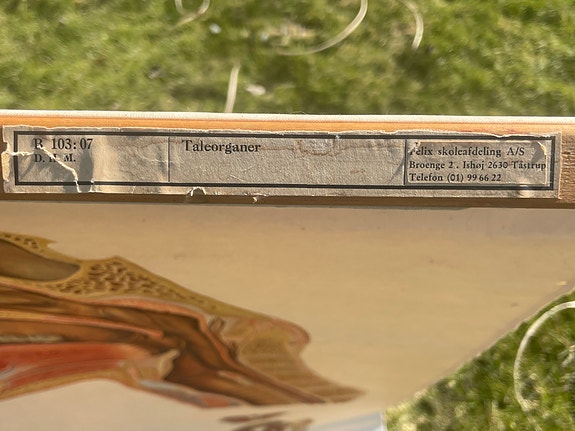 B 103:07
D. N. M.
Taleorganer
Felix skoleafdeling A/S
Broenge 2 . Ishøj 2630 Tåstrup
Telefon (01) 99 66 22